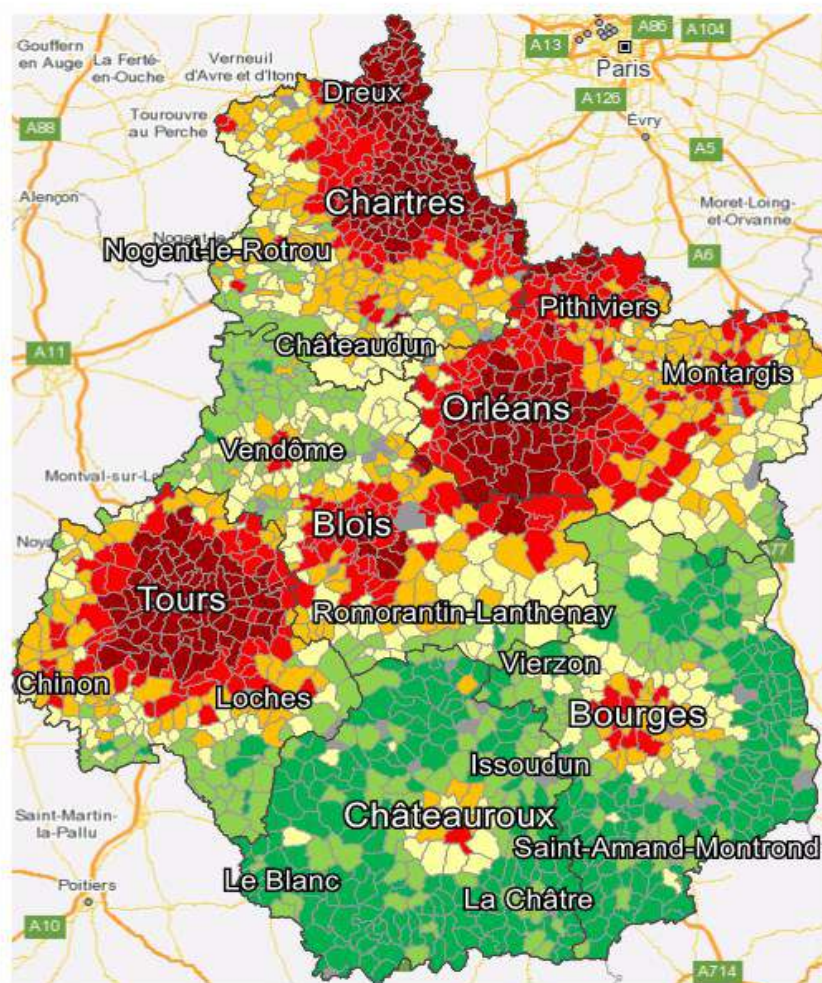 Gouffern
en Auge
La Ferté-
en-Ouche
Verneuil
d'Avre et d'Iton
A13
A86
A104
Paris
Dreux
Tourouvre
au Perche
A88
A126
Évry
A5
Alençon
Chartres
Moret-Loing-
et-Orvanne
Nogent-le-Rotrou
A6
Pithiviers
Châteaudun
A11
Montargis
Orléans
Vendôme
Blois
Tours
Romorantin-Lanthenay
Vierzon
Chinon
Loches
Bourges
Issoudun
Saint-Martin-
la-Pallu
Châteauroux
Saint-Amand-Montrond
Le Blanc
La Châtre
Poitiers
A10
A714